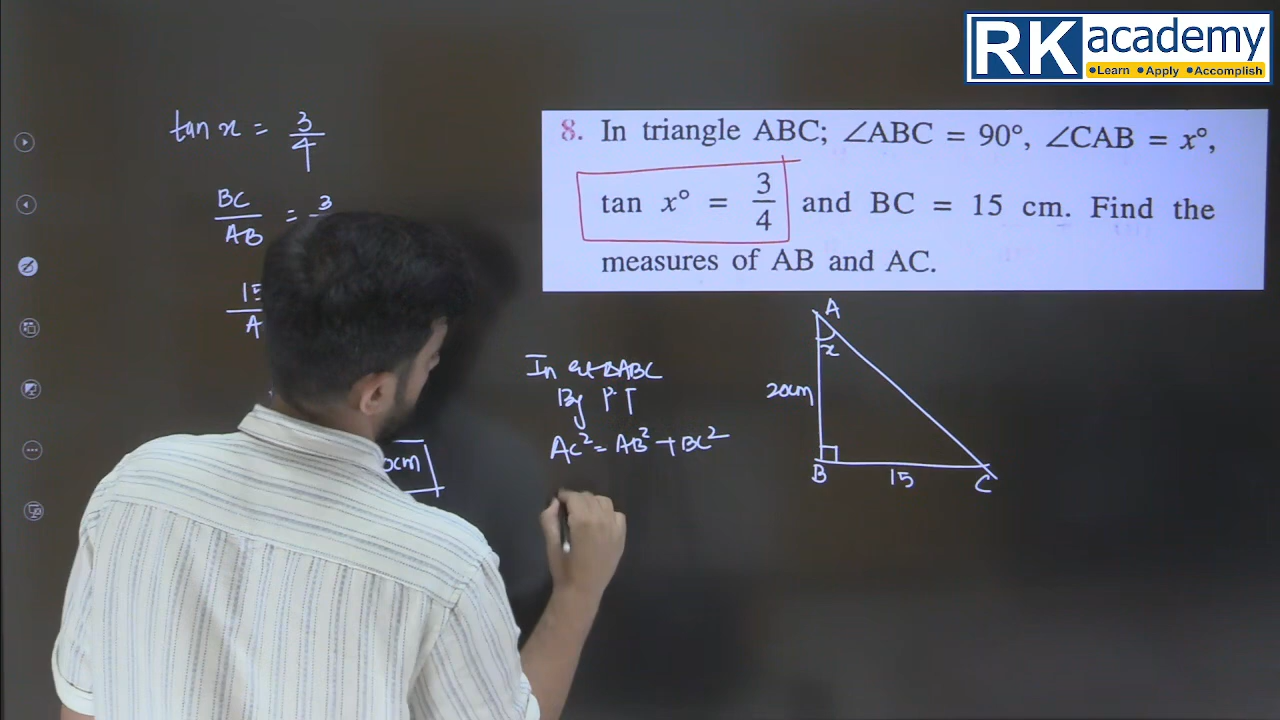 RK academy
•Learn •Apply •Accomplish
tan x = 3/4
BC/AB = 3
15/A
0cm
8. In triangle ABC; ∠ABC = 90°, ∠CAB = x°,
tan x° = 3/4 and BC = 15 cm. Find the
measures of AB and AC.
In rt △ABC
By P.T
AC² = AB² + BC²
A
x
20cm
B
15
C